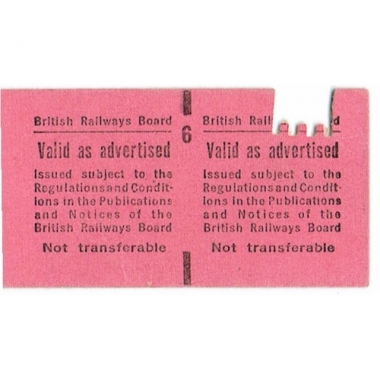 British Railways Board
Valid as advertised
Issued subject to the
Regulations and Condit-
ions in the Publications
and Notices of the
British Railways Board
Not transferable
6
British Rail Board
Valid as advertised
Issued subject to the
Regulations and Condit-
ions in the Publications
and Notices of the
British Railways Board
Not transferable